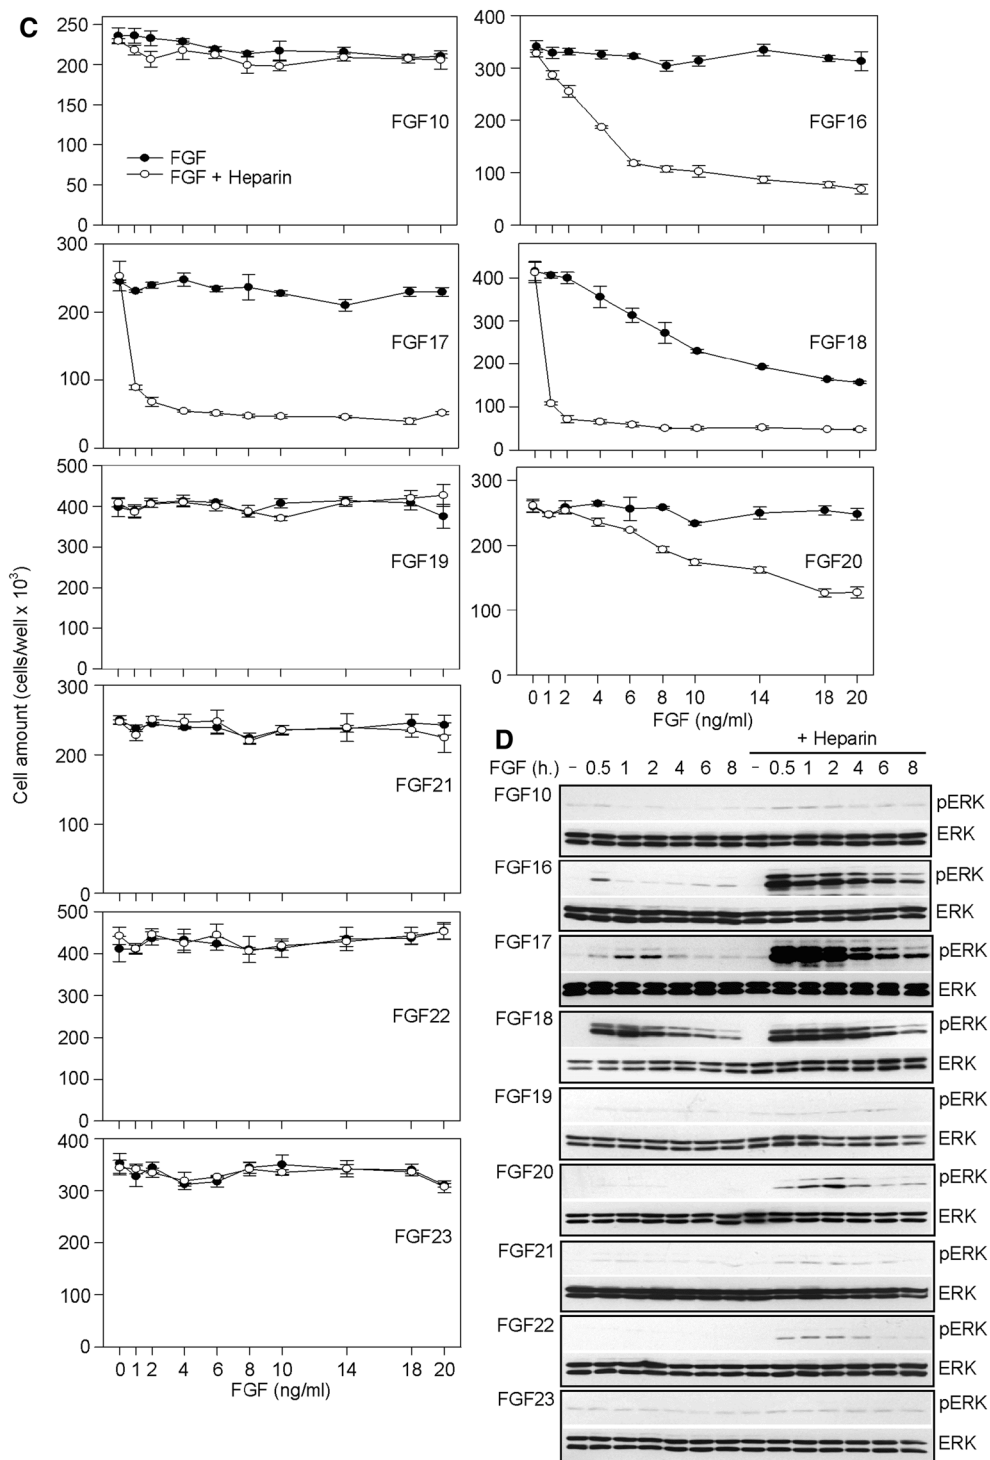 C
Cell amount (cells/well x 10³)
250
200
150
100
50
0
FGF10
FGF
FGF + Heparin
400
300
200
100
0
FGF16
300
200
100
0
FGF17
400
300
200
100
0
FGF18
500
400
300
200
100
0
FGF19
300
200
100
0
FGF20
0 1 2 4 6 8 10 14 18 20
FGF (ng/ml)
300
200
100
0
FGF21
500
400
300
200
100
0
FGF22
400
300
200
100
0
FGF23
0 1 2 4 6 8 10 14 18 20
FGF (ng/ml)
D
+ Heparin
FGF (h.) - 0.5 1 2 4 6 8 - 0.5 1 2 4 6 8
FGF10 pERK
ERK
FGF16 pERK
ERK
FGF17 pERK
ERK
FGF18 pERK
ERK
FGF19 pERK
ERK
FGF20 pERK
ERK
FGF21 pERK
ERK
FGF22 pERK
ERK
FGF23 pERK
ERK